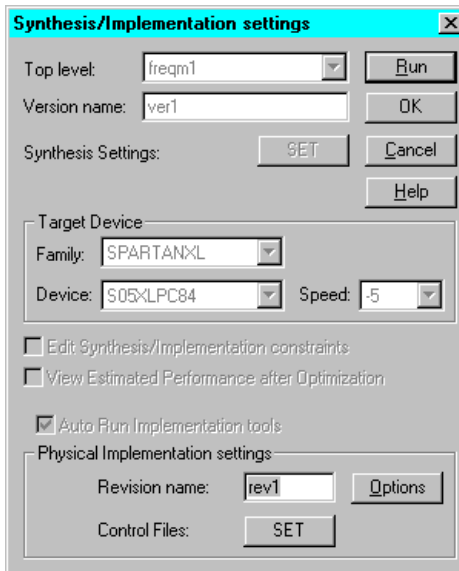 Synthesis/Implementation settings
Top level: freqm1 Run
Version name: ver1 OK
Synthesis Settings: SET Cancel
Help
Target Device
Family: SPARTANXL
Device: S05XLPC84 Speed: -5
Edit Synthesis/Implementation constraints
View Estimated Performance after Optimization
Auto Run Implementation tools
Physical Implementation settings
Revision name: rev1 Options
Control Files: SET